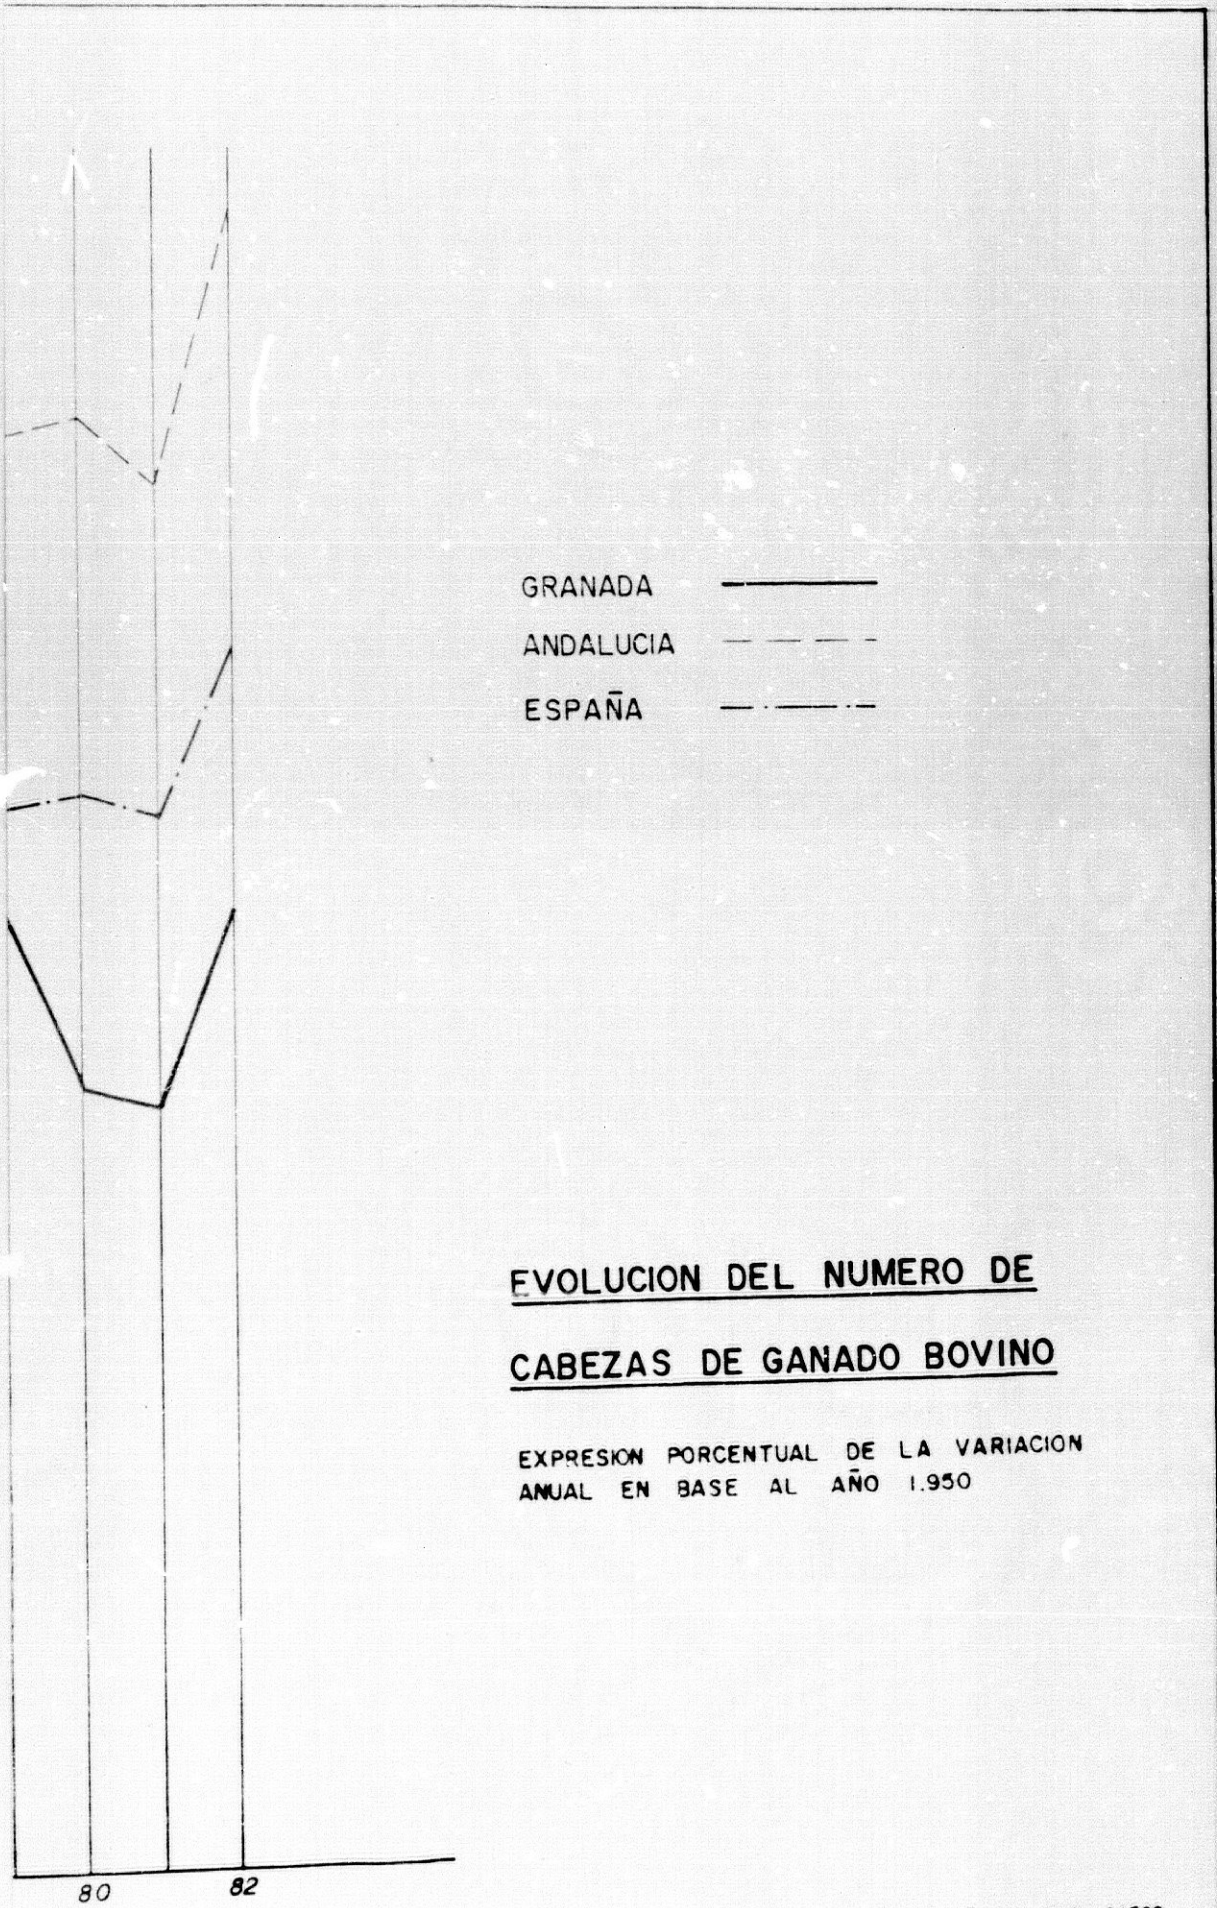 GRANADA
ANDALUCIA
ESPAÑA
EVOLUCION DEL NUMERO DE
CABEZAS DE GANADO BOVINO
EXPRESION PORCENTUAL DE LA VARIACION
ANUAL EN BASE AL AÑO 1.950
80 82